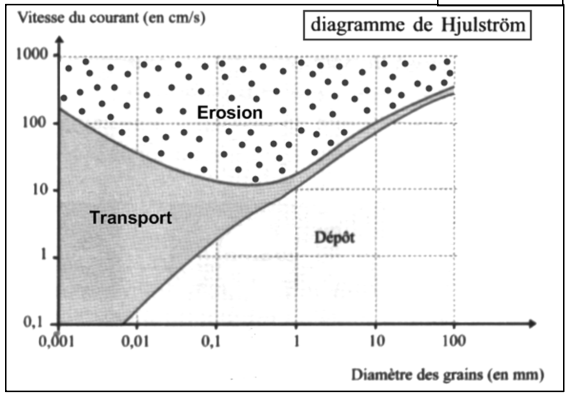 Vitesse du courant (en cm/s)
diagramme de Hjulström
1000
Erosion
100
10
Transport
Dépôt
1
0,1
0,001 0,01 0,1 1 10 100
Diamètre des grains (en mm)